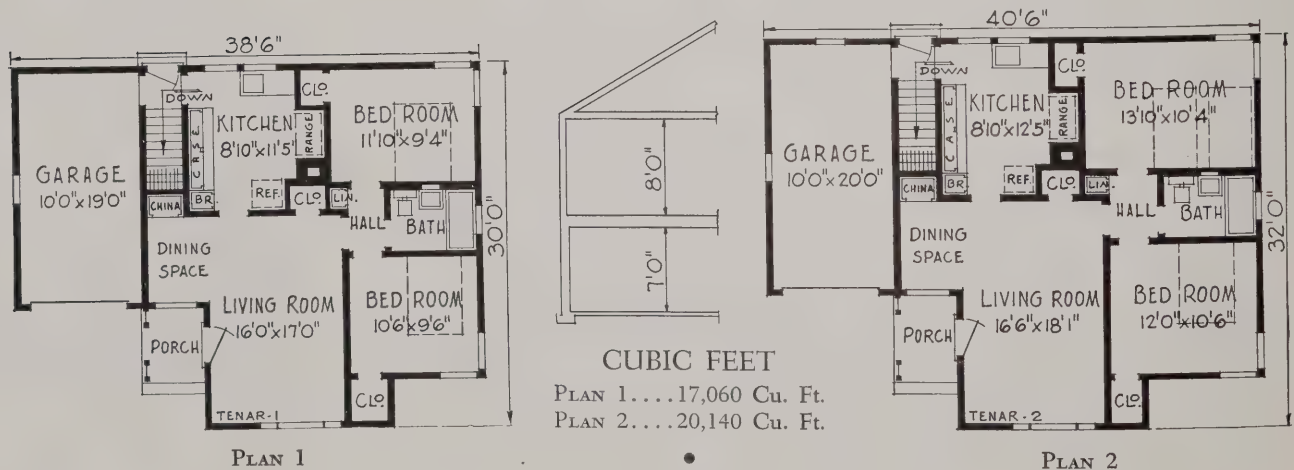 38'6"
DOWN
CLO.
KITCHEN
8'10"x11'5"
CASE
RANGE
BED ROOM
11'10"x9'4"
GARAGE
10'0"x19'0"
CHINA
BR.
REF.
CLO.
LIN.
HALL
BATH
30'0"
DINING
SPACE
LIVING ROOM
16'0"x17'0"
BED ROOM
10'6"x9'6"
PORCH
CLO.
TENAR-1
PLAN 1
8'0"
7'0"
CUBIC FEET
PLAN 1....17,060 Cu. Ft.
PLAN 2....20,140 Cu. Ft.
40'6"
DOWN
CLO.
KITCHEN
8'10"x12'5"
CASE
RANGE
BED ROOM
13'10"x10'4"
GARAGE
10'0"x20'0"
CHINA
BR.
REF.
CLO.
LIN.
HALL
BATH
32'0"
DINING
SPACE
LIVING ROOM
16'6"x18'1"
BED ROOM
12'0"x10'6"
PORCH
CLO.
TENAR-2
PLAN 2